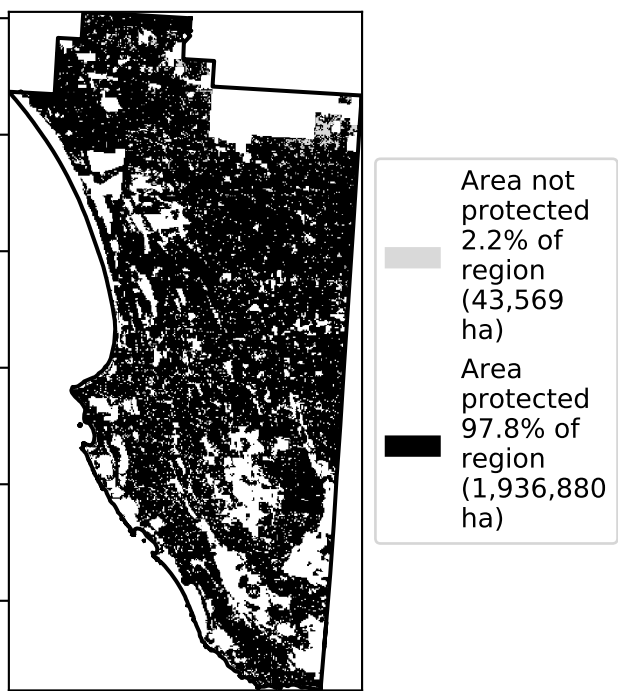 Area not
protected
2.2% of
region
(43,569
ha)
Area
protected
97.8% of
region
(1,936,880
ha)